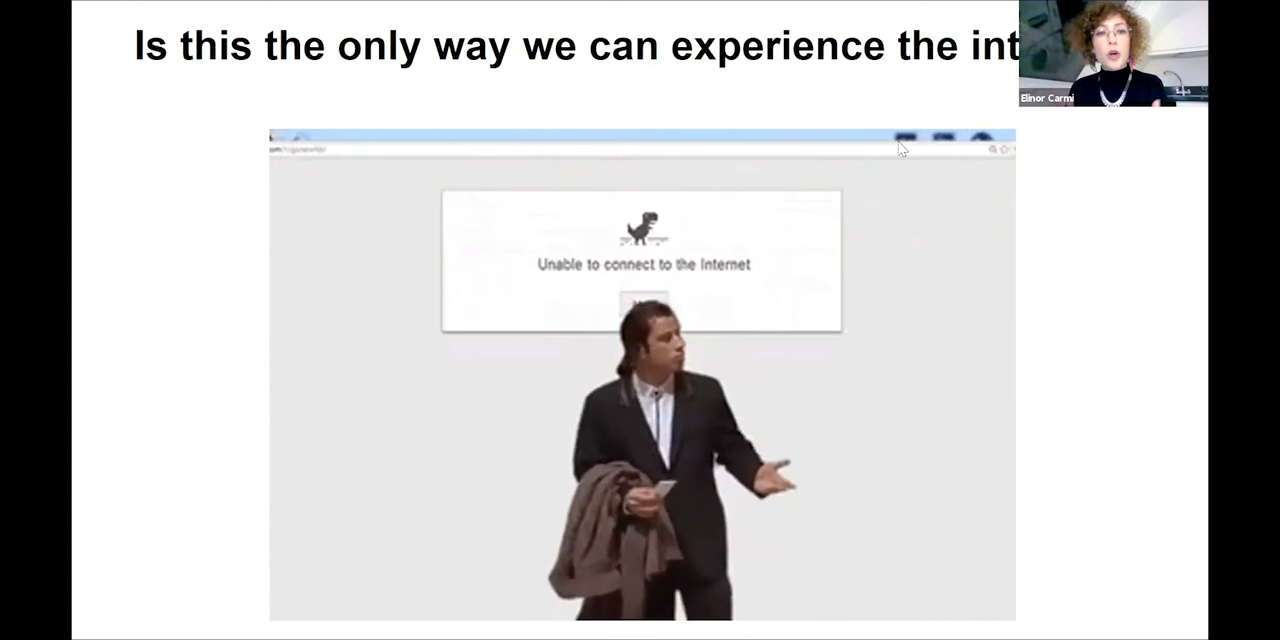 Is this the only way we can experience the int
Elinor Carmi
Unable to connect to the Internet